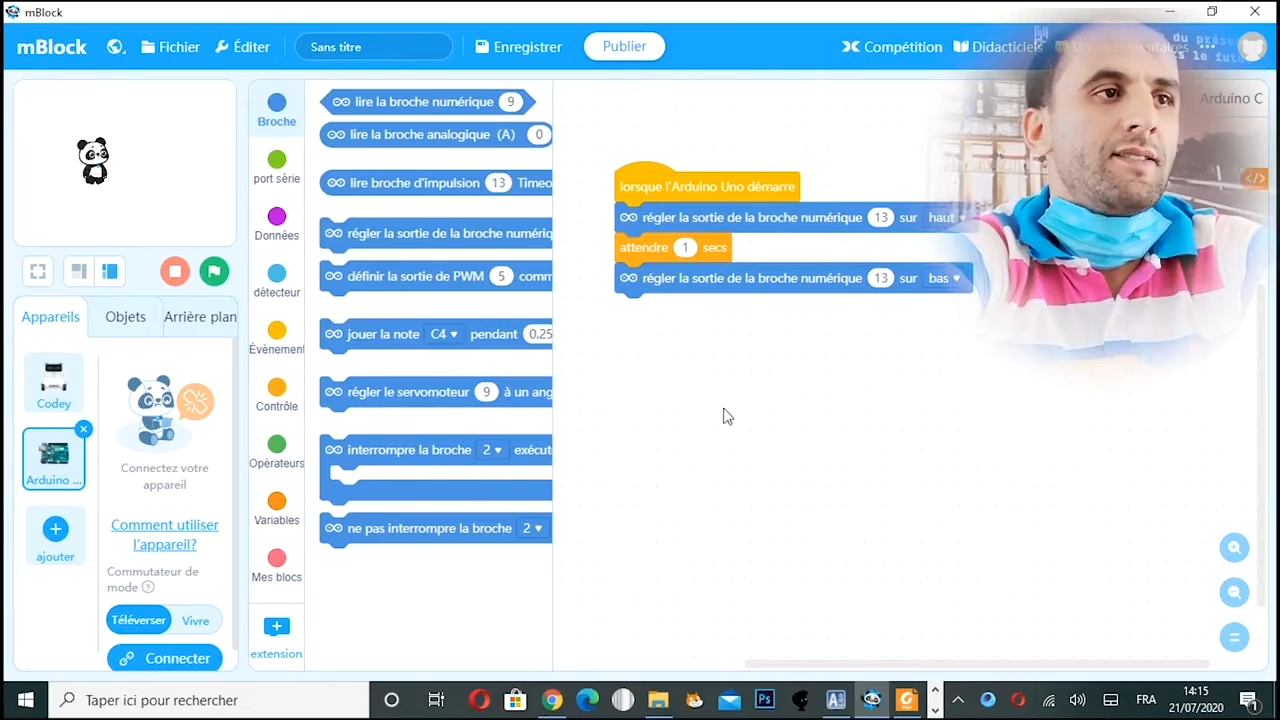 mBlock
mBlock
Fichier
Éditer
Sans titre
Enregistrer
Publier
Compétition
Didacticiels
Vos commentaires
du présent
Arduino C
Broche
port série
Données
détecteur
Évènement
Contrôle
Opérateurs
Variables
Mes blocs
extension
lire la broche numérique 9
lire la broche analogique (A) 0
lire broche d'impulsion 13 Timeo
régler la sortie de la broche numériq
définir la sortie de PWM 5 comm
jouer la note C4 pendant 0.25
régler le servomoteur 9 à un ang
interrompre la broche 2 exécut
ne pas interrompre la broche 2
lorsque l'Arduino Uno démarre
régler la sortie de la broche numérique 13 sur haut
attendre 1 secs
régler la sortie de la broche numérique 13 sur bas
Appareils
Objets
Arrière plan
Codey
Arduino ...
ajouter
Connectez votre
appareil
Comment utiliser
l'appareil?
Commutateur de
mode ?
Téléverser
Vivre
Connecter
Taper ici pour rechercher
FRA
14:15
21/07/2020
1